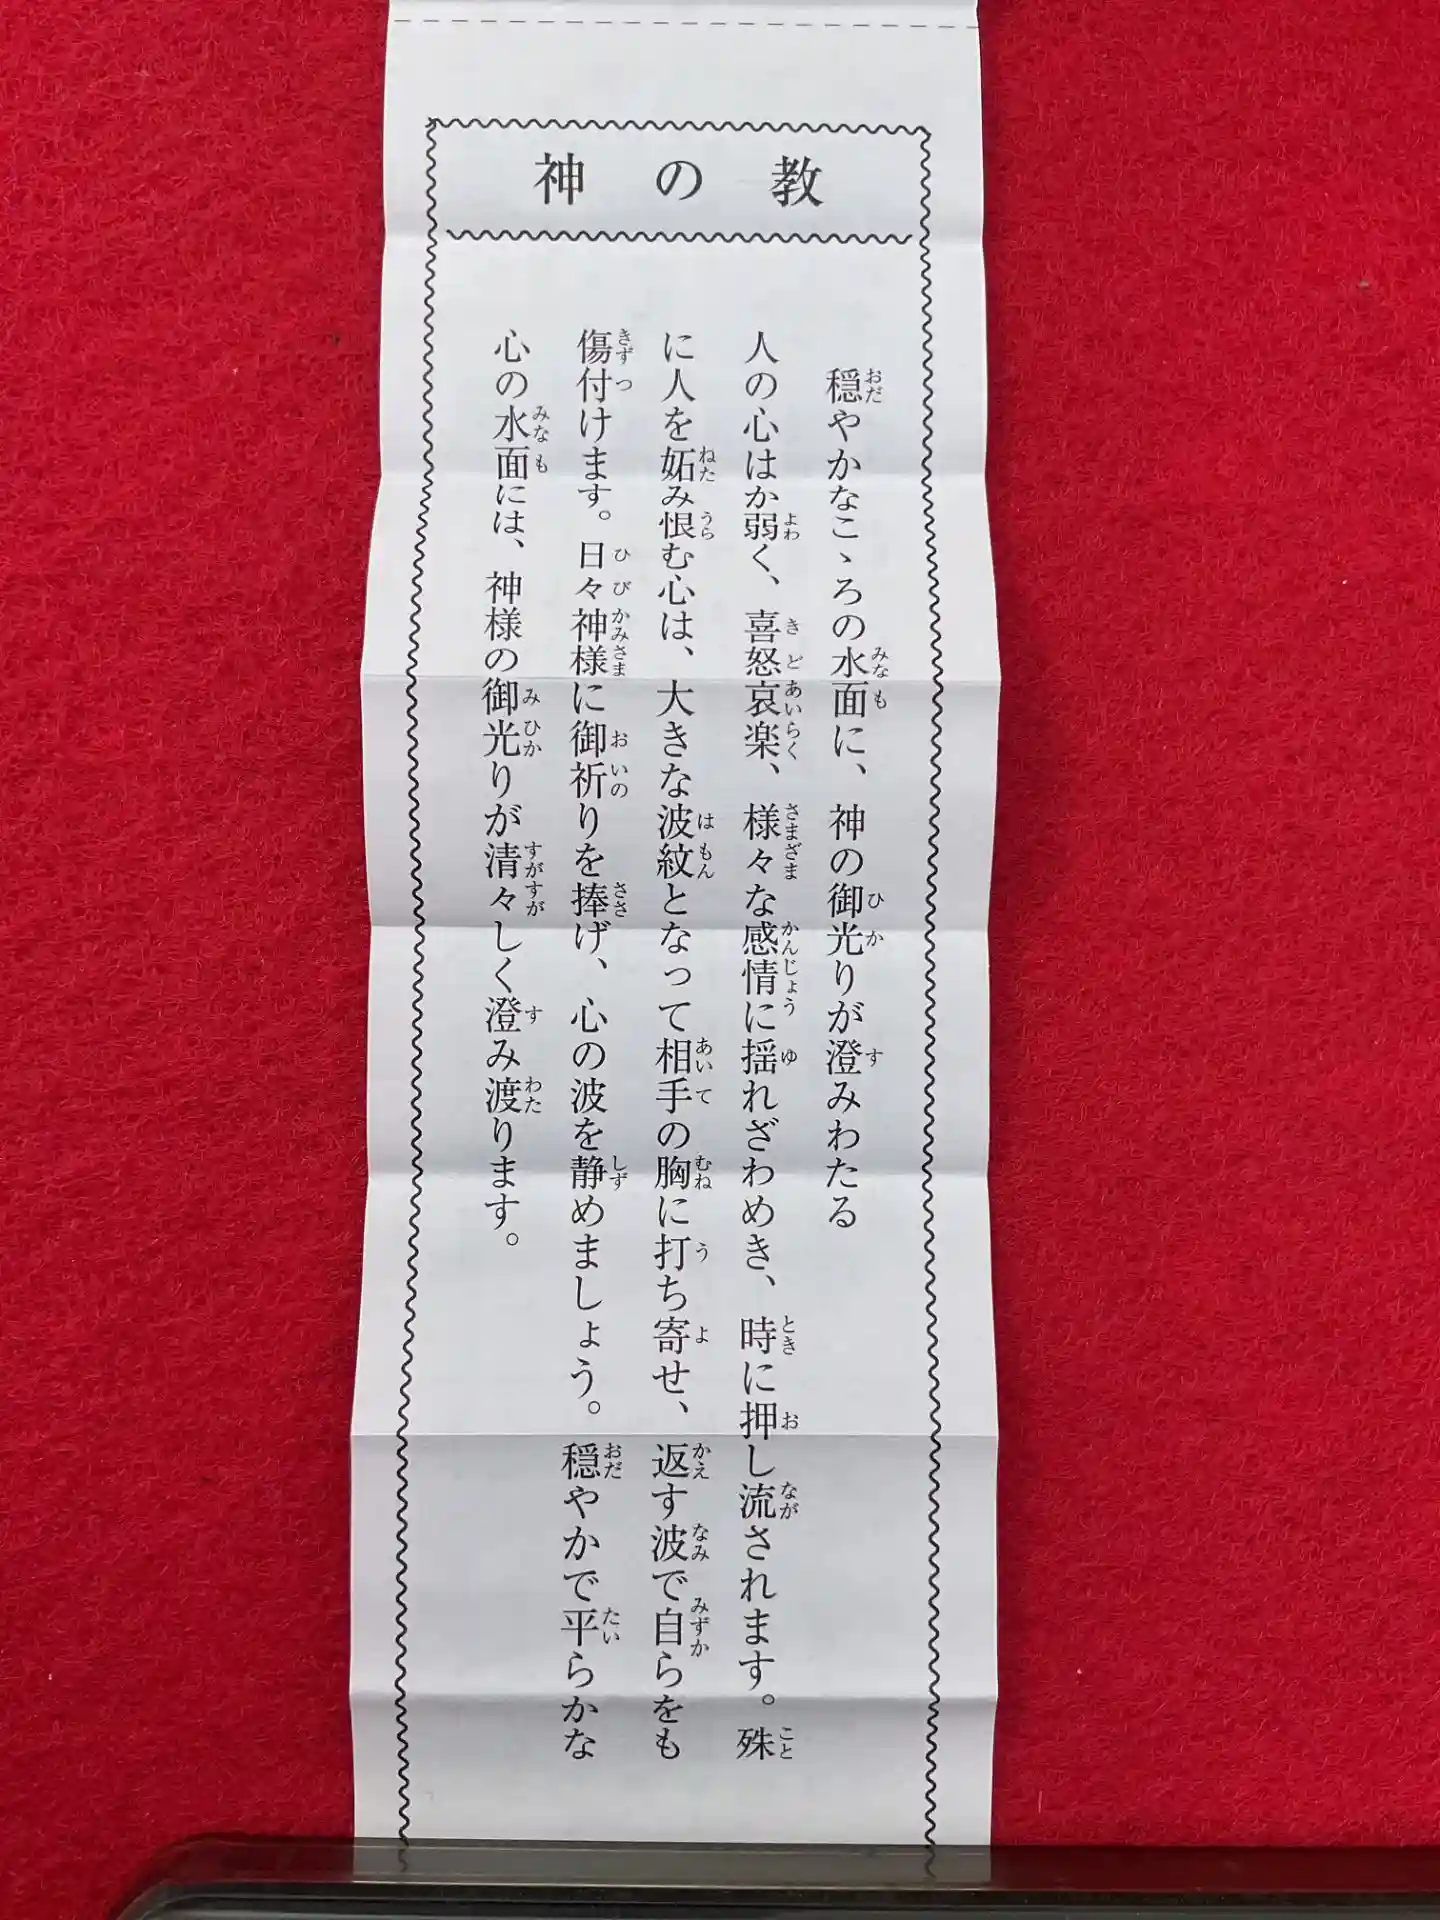 神の教
穏やかなこゝろの水面に、神の御光りが澄みわたる
人の心はか弱く、喜怒哀楽、様々な感情に揺れざわめき、時に押し流されます。殊
に人を妬み恨む心は、大きな波紋となって相手の胸に打ち寄せ、返す波で自らをも
傷付けます。日々神様に御祈りを捧げ、心の波を静めましょう。穏やかで平らかな
心の水面には、神様の御光りが清々しく澄み渡ります。